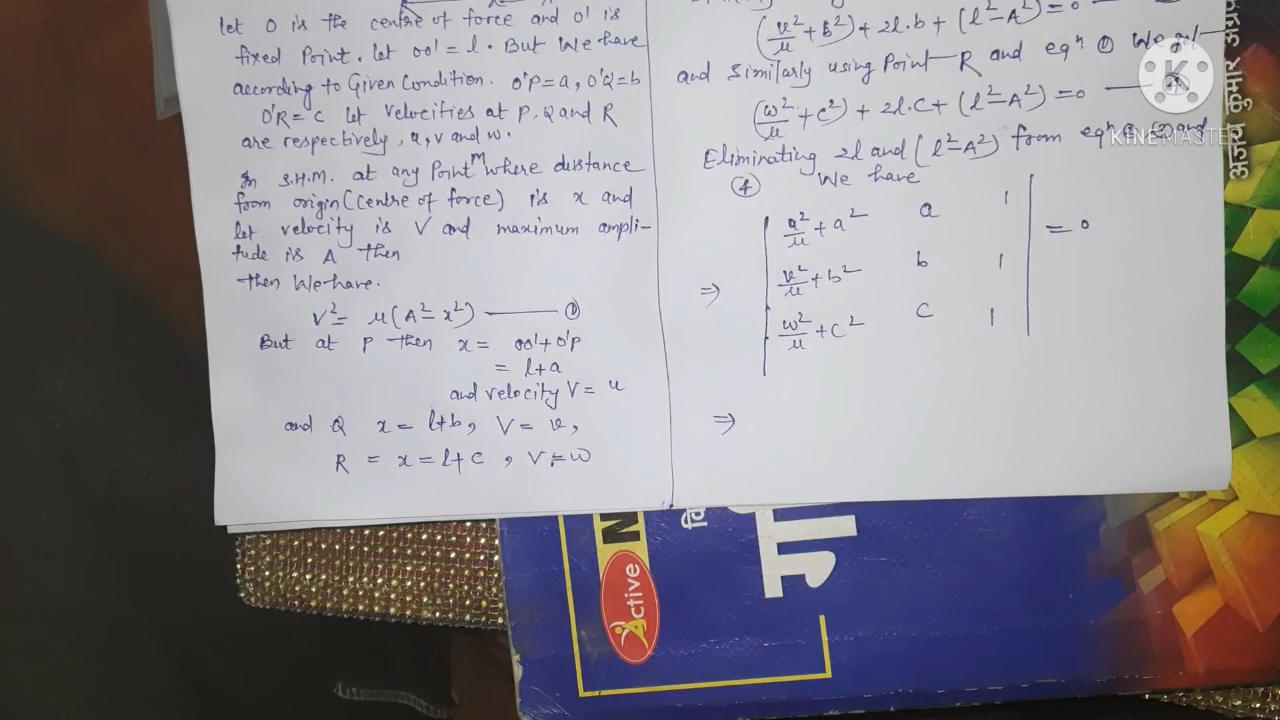 let O is the centre of force and O' is
fixed Point. let OO' = l. But We have
according to Given Condition. O'P = a, O'Q = b
O'R = c let velocities at P, Q and R
are respectively, u, v and w.
In S.H.M. at any Point M where distance
from origin (centre of force) is x and
let velocity is V and maximum ampli-
tude is A then
then We have.
V² = μ(A² - x²) ——— ①
But at P then x = OO' + O'P
= l + a
and velocity V = u
and Q x = l+b, V = v,
R = x = l+c, V = w
(v²/μ + b²) + 2l.b + (l² - A²) = 0
and Similarly using Point R and eqⁿ ① We get
(w²/μ + c²) + 2l.c + (l² - A²) = 0 —
Eliminating 2l and (l² - A²) from eqⁿ
④ We have
⇒ | u²/μ + a² a 1 | = 0
| v²/μ + b² b 1 |
| w²/μ + c² c 1 |
⇒
K
KINEMASTER
अजय कुमार
Active
N
वि